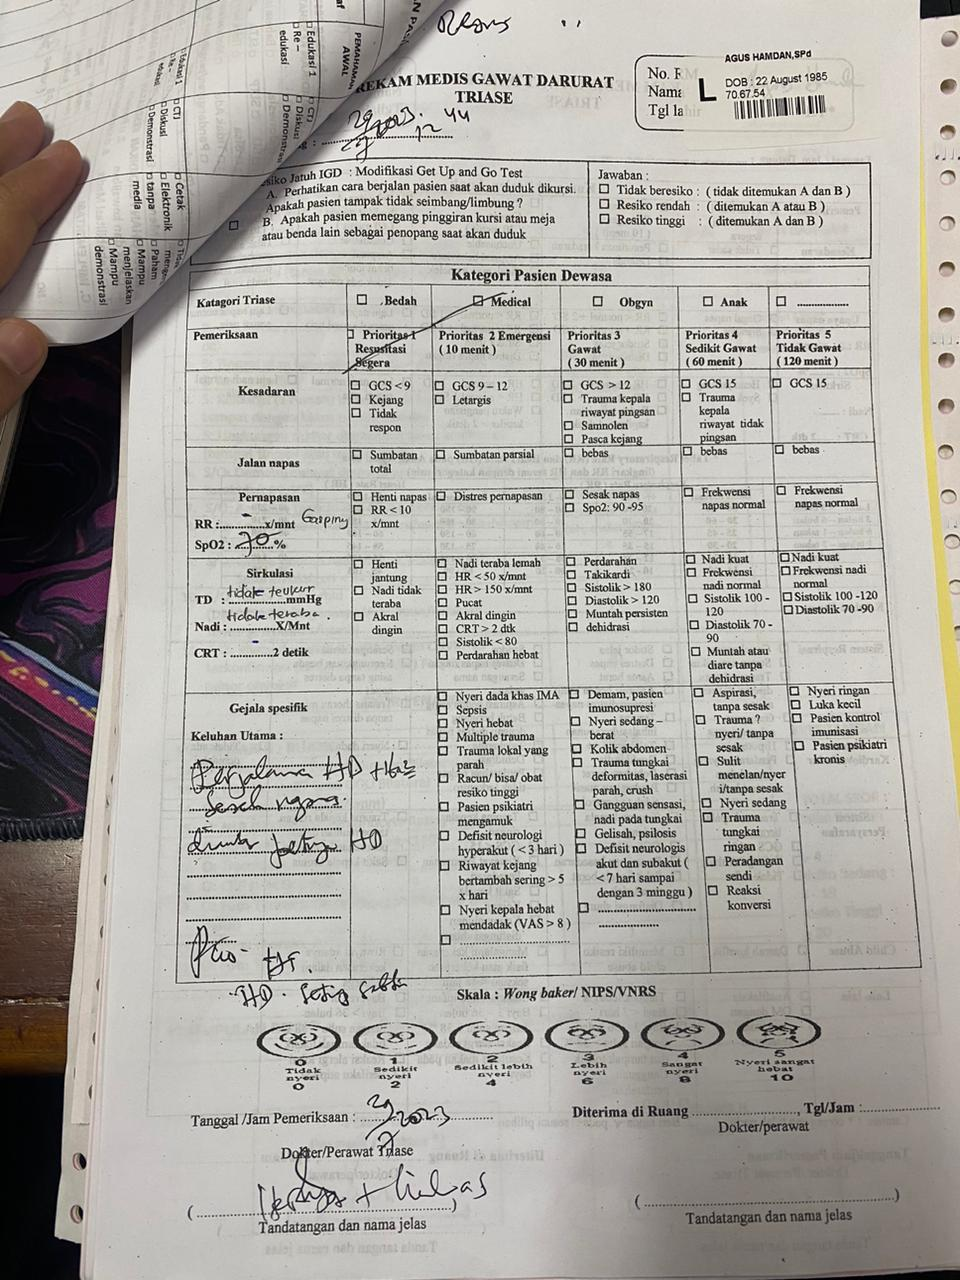 REKAM MEDIS GAWAT DARURAT
TRIASE
No. R
Nama
Tgl lahir
L
AGUS HAMDAN,SPd
DOB : 22 August 1985
70.67.54
PEMAHAMAN
AWAL
Edukasi 1
Re -
edukasi
CTJ
Diskusi
Demonstrasi
Cetak
Elektronik
tanpa
media
Paham
Mampu
menjelaskan
Mampu
demonstrasi
Jatuh IGD : Modifikasi Get Up and Go Test
A. Perhatikan cara berjalan pasien saat akan duduk dikursi.
Apakah pasien tampak tidak seimbang/limbung ?
B. Apakah pasien memegang pinggiran kursi atau meja
atau benda lain sebagai penopang saat akan duduk
Jawaban :
Tidak beresiko : ( tidak ditemukan A dan B )
Resiko rendah : ( ditemukan A atau B )
Resiko tinggi : ( ditemukan A dan B )
Kategori Pasien Dewasa
Katagori Triase
Bedah
Medical
Obgyn
Anak
Pemeriksaan
Prioritas 1
Resusitasi
Segera
Prioritas 2 Emergensi
( 10 menit )
Prioritas 3
Gawat
( 30 menit )
Prioritas 4
Sedikit Gawat
( 60 menit )
Prioritas 5
Tidak Gawat
( 120 menit )
Kesadaran
GCS < 9
Kejang
Tidak
respon
GCS 9 – 12
Letargis
GCS > 12
Trauma kepala
riwayat pingsan
Samnolen
Pasca kejang
GCS 15
Trauma
kepala
riwayat tidak
pingsan
GCS 15
Jalan napas
Sumbatan
total
Sumbatan parsial
bebas
bebas
bebas
Pernapasan
RR :..............x/mnt Gasping
SpO2 : 70 %
Henti napas
RR < 10
x/mnt
Distres pernapasan
Sesak napas
Spo2: 90 -95
Frekwensi
napas normal
Frekwensi
napas normal
Sirkulasi
TD : tidak terukur mmHg
Nadi : tidak teraba X/Mnt
CRT : .............2 detik
Henti
jantung
Nadi tidak
teraba
Akral
dingin
Nadi teraba lemah
HR < 50 x/mnt
HR > 150 x/mnt
Pucat
Akral dingin
CRT > 2 dtk
Sistolik < 80
Perdarahan hebat
Perdarahan
Takikardi
Sistolik > 180
Diastolik > 120
Muntah persisten
dehidrasi
Nadi kuat
Frekwensi
nadi normal
Sistolik 100 -
120
Diastolik 70 -
90
Muntah atau
diare tanpa
dehidrasi
Nadi kuat
Frekwensi nadi
normal
Sistolik 100 -120
Diastolik 70 -90
Gejala spesifik
Keluhan Utama :
HD
HD
HD
Nyeri dada khas IMA
Sepsis
Nyeri hebat
Multiple trauma
Trauma lokal yang
parah
Racun/ bisa/ obat
resiko tinggi
Pasien psikiatri
mengamuk
Defisit neurologi
hyperakut ( < 3 hari )
Riwayat kejang
bertambah sering > 5
x hari
Nyeri kepala hebat
mendadak (VAS > 8 )
Demam, pasien
imunosupresi
Nyeri sedang –
berat
Kolik abdomen
Trauma tungkai
deformitas, laserasi
parah, crush
Gangguan sensasi,
nadi pada tungkai
Gelisah, psilosis
Defisit neurologis
akut dan subakut (
< 7 hari sampai
dengan 3 minggu )
Aspirasi,
tanpa sesak
Trauma ?
nyeri/ tanpa
sesak
Sulit
menelan/nyer
i/tanpa sesak
Nyeri sedang
Trauma
tungkai
ringan
Peradangan
sendi
Reaksi
konversi
Nyeri ringan
Luka kecil
Pasien kontrol
imunisasi
Pasien psikiatri
kronis
Skala : Wong baker/ NIPS/VNRS
0
Tidak
nyeri
0
1
Sedikit
nyeri
2
2
Sedikit lebih
nyeri
4
3
Lebih
nyeri
6
4
Sangat
nyeri
8
5
Nyeri sangat
hebat
10
Tanggal /Jam Pemeriksaan : 29/7 2023
Dokter/Perawat Triase
Tandatangan dan nama jelas
Diterima di Ruang ........................, Tgl/Jam :
Dokter/perawat
Tandatangan dan nama jelas